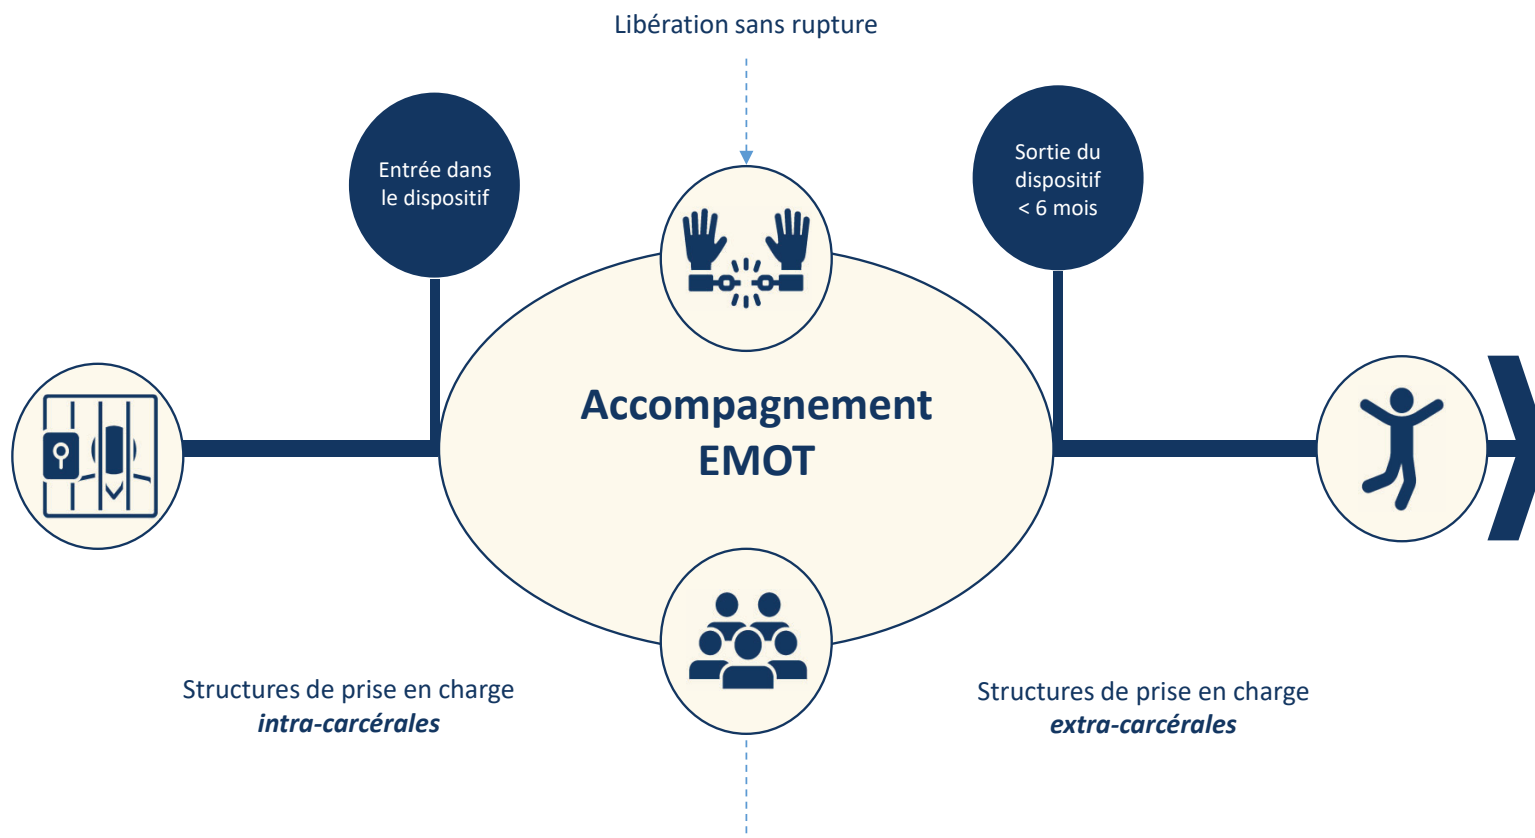 Libération sans rupture
Entrée dans
le dispositif
Sortie du
dispositif
< 6 mois
Accompagnement
EMOT
Structures de prise en charge
intra-carcérales
Structures de prise en charge
extra-carcérales